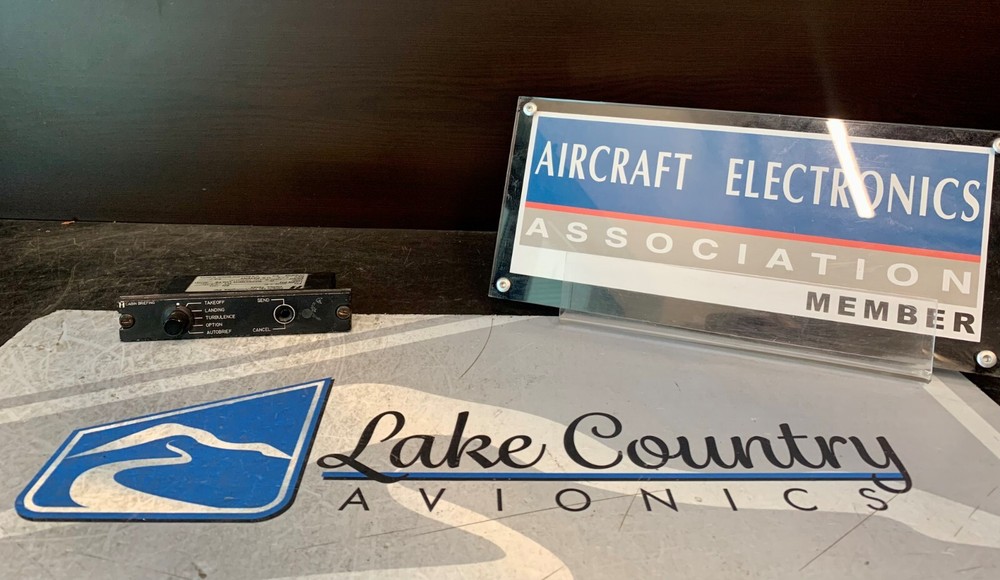 AIRCRAFT ELECTRONICS
ASSOCIATION
MEMBER
CABIN BRIEFING
TAKEOFF
LANDING
TURBULENCE
OPTION
AUTOBRIEF
SEND
CANCEL
Lake Country
AVIONICS